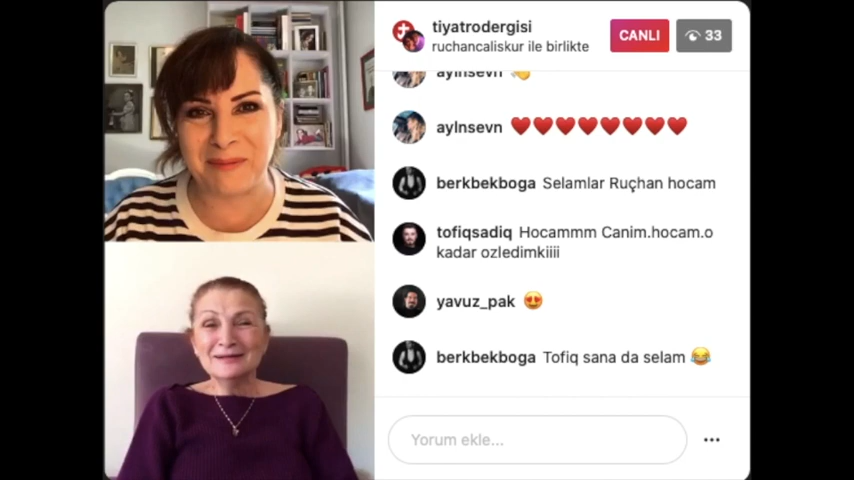 tiyatrodergisi
ruchancaliskur ile birlikte
CANLI
33
aylnsevn
aylnsevn ❤️❤️❤️❤️❤️❤️❤️❤️
berkbekboga Selamlar Ruçhan hocam
tofiqsadiq Hocammm Canim.hocam.o
kadar ozledimkiiii
yavuz_pak 😍
berkbekboga Tofiq sana da selam 😂
Yorum ekle...